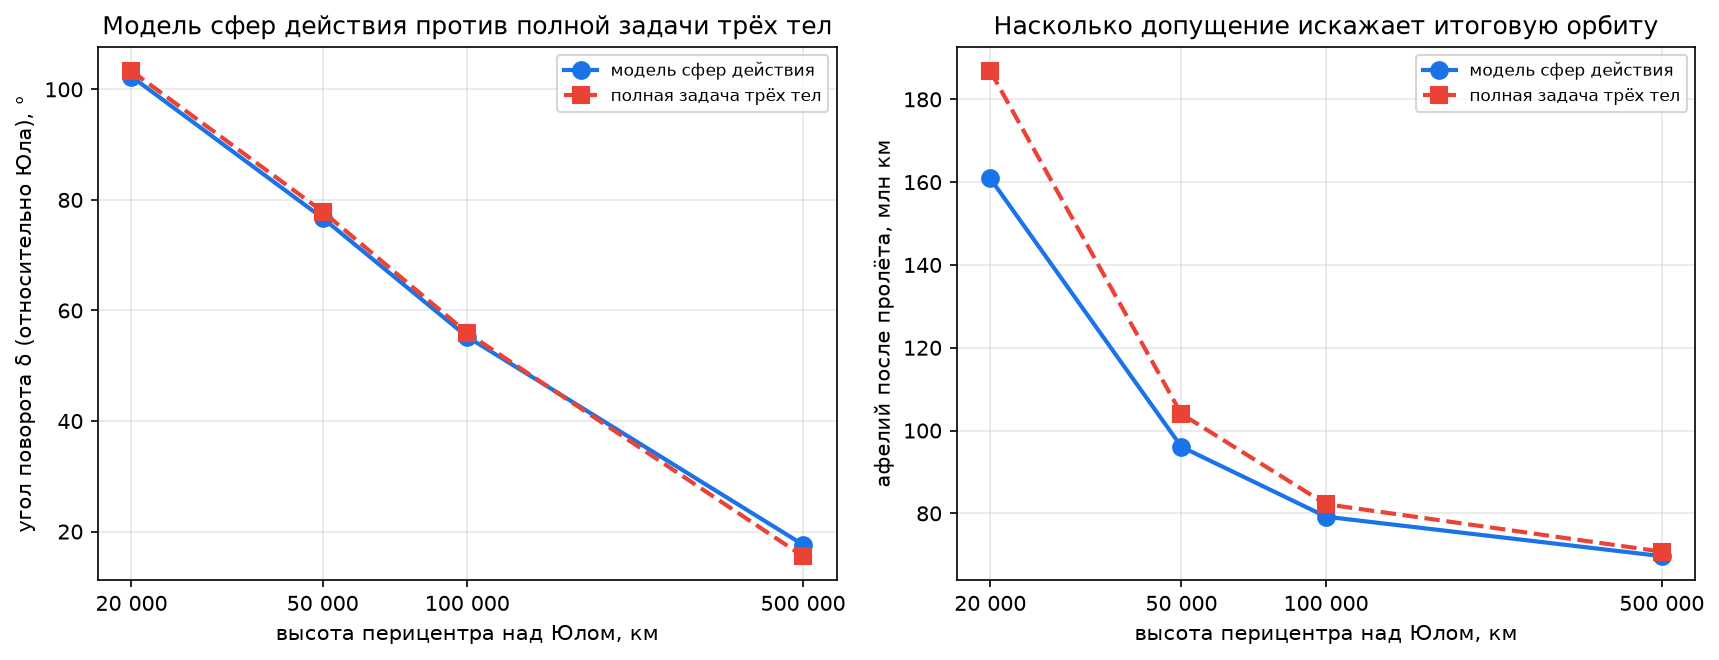 Модель сфер действия против полной задачи трёх тел
модель сфер действия
полная задача трёх тел
угол поворота δ (относительно Юла), °
100
80
60
40
20
20 000
50 000
100 000
500 000
высота перицентра над Юлом, км
Насколько допущение искажает итоговую орбиту
модель сфер действия
полная задача трёх тел
афелий после пролёта, млн км
180
160
140
120
100
80
20 000
50 000
100 000
500 000
высота перицентра над Юлом, км